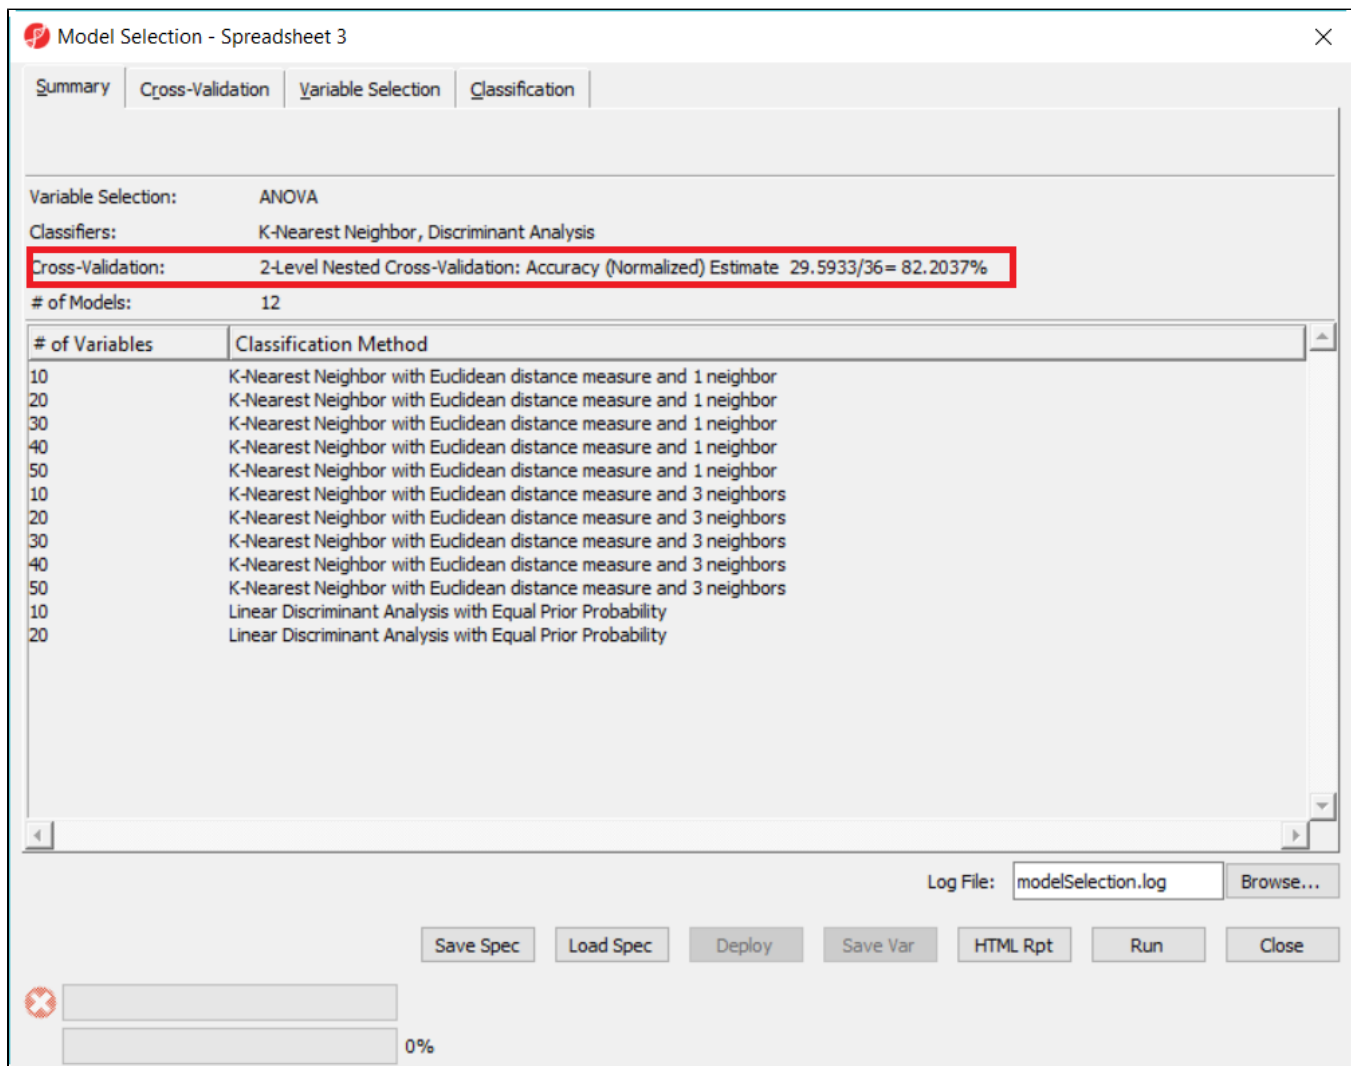 Model Selection - Spreadsheet 3
Summary Cross-Validation Variable Selection Classification
Variable Selection: ANOVA
Classifiers: K-Nearest Neighbor, Discriminant Analysis
Cross-Validation: 2-Level Nested Cross-Validation: Accuracy (Normalized) Estimate 29.5933/36= 82.2037%
# of Models: 12
# of Variables Classification Method
10 K-Nearest Neighbor with Euclidean distance measure and 1 neighbor
20 K-Nearest Neighbor with Euclidean distance measure and 1 neighbor
30 K-Nearest Neighbor with Euclidean distance measure and 1 neighbor
40 K-Nearest Neighbor with Euclidean distance measure and 1 neighbor
50 K-Nearest Neighbor with Euclidean distance measure and 1 neighbor
10 K-Nearest Neighbor with Euclidean distance measure and 3 neighbors
20 K-Nearest Neighbor with Euclidean distance measure and 3 neighbors
30 K-Nearest Neighbor with Euclidean distance measure and 3 neighbors
40 K-Nearest Neighbor with Euclidean distance measure and 3 neighbors
50 K-Nearest Neighbor with Euclidean distance measure and 3 neighbors
10 Linear Discriminant Analysis with Equal Prior Probability
20 Linear Discriminant Analysis with Equal Prior Probability
Log File: modelSelection.log Browse...
Save Spec Load Spec Deploy Save Var HTML Rpt Run Close
0%